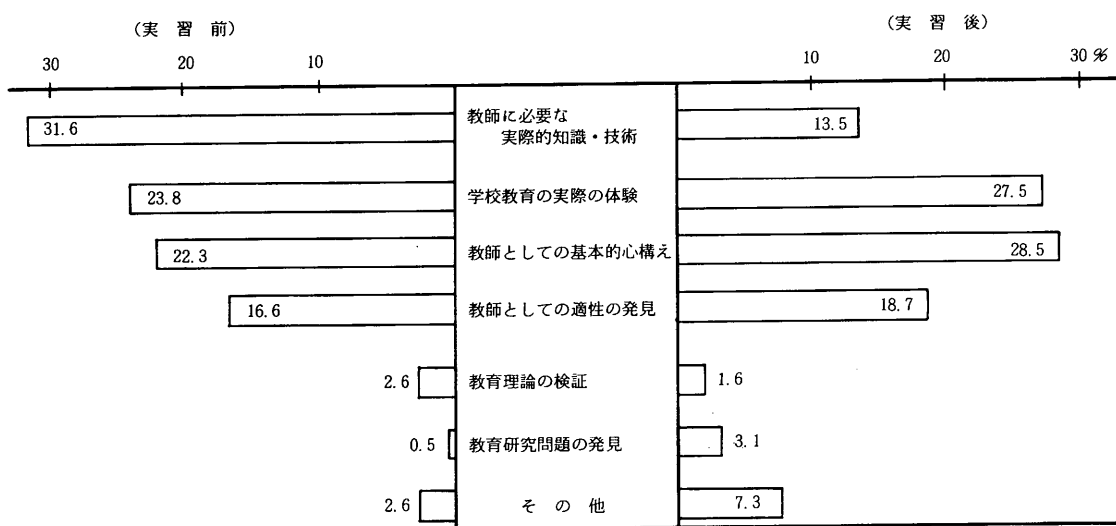 （実 習 前）
（実 習 後）
30 20 10 10 20 30 %
教師に必要な
31.6 実際的知識・技術 13.5
23.8 学校教育の実際の体験 27.5
22.3 教師としての基本的心構え 28.5
16.6 教師としての適性の発見 18.7
2.6 教育理論の検証 1.6
0.5 教育研究問題の発見 3.1
2.6 そ の 他 7.3